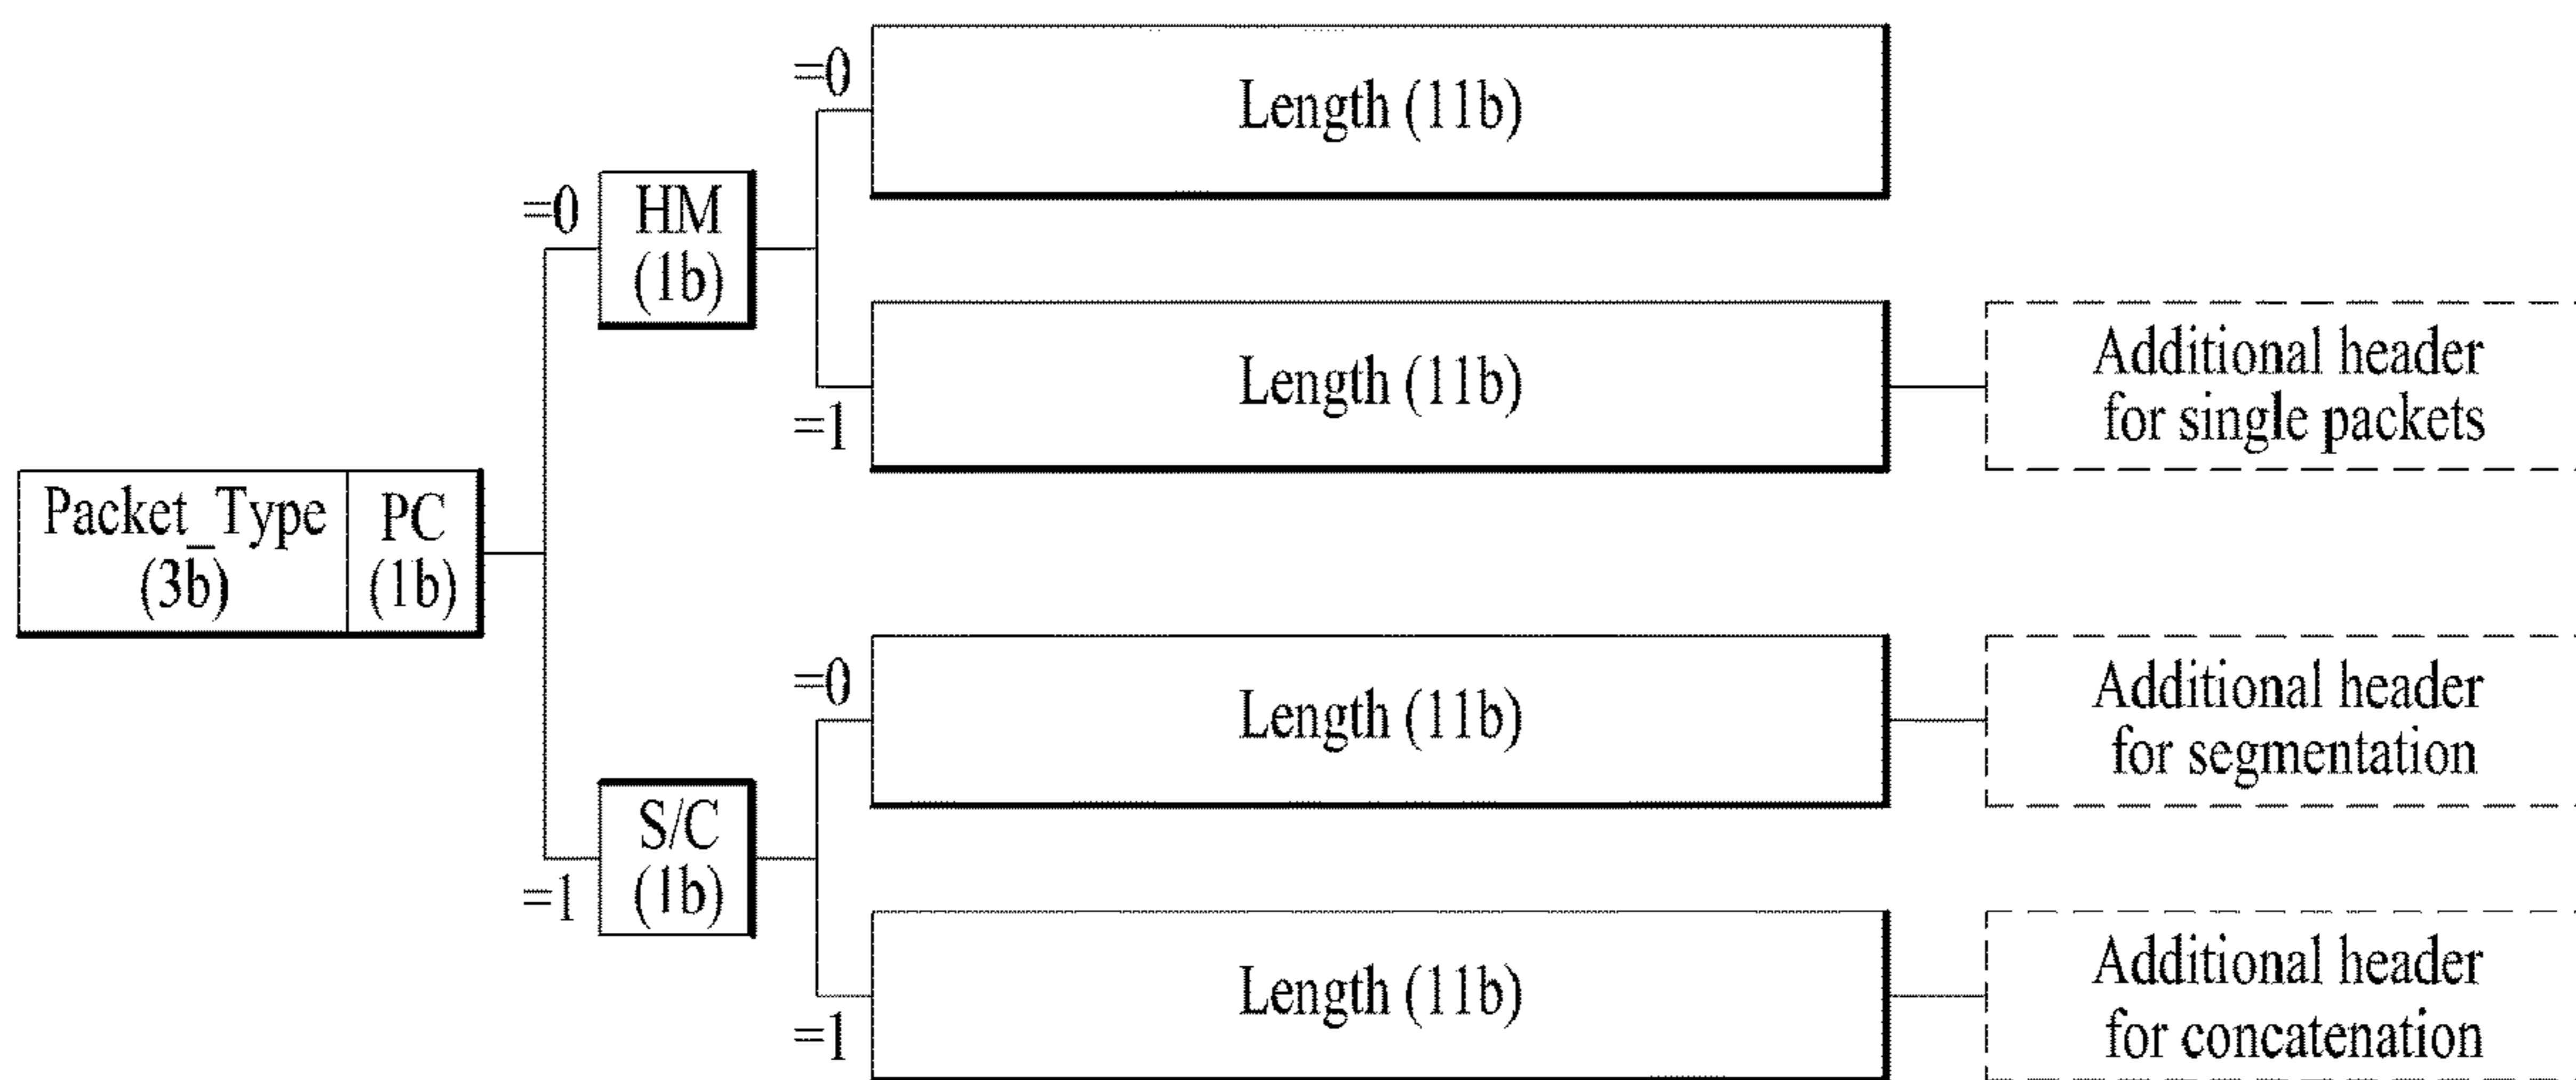 =0
Length (11b)
=0
HM
(1b)
Length (11b)
=1
Additional header
for single packets
Packet_Type
(3b)
PC
(1b)
=0
Length (11b)
Additional header
for segmentation
=1
S/C
(1b)
Length (11b)
=1
Additional header
for concatenation